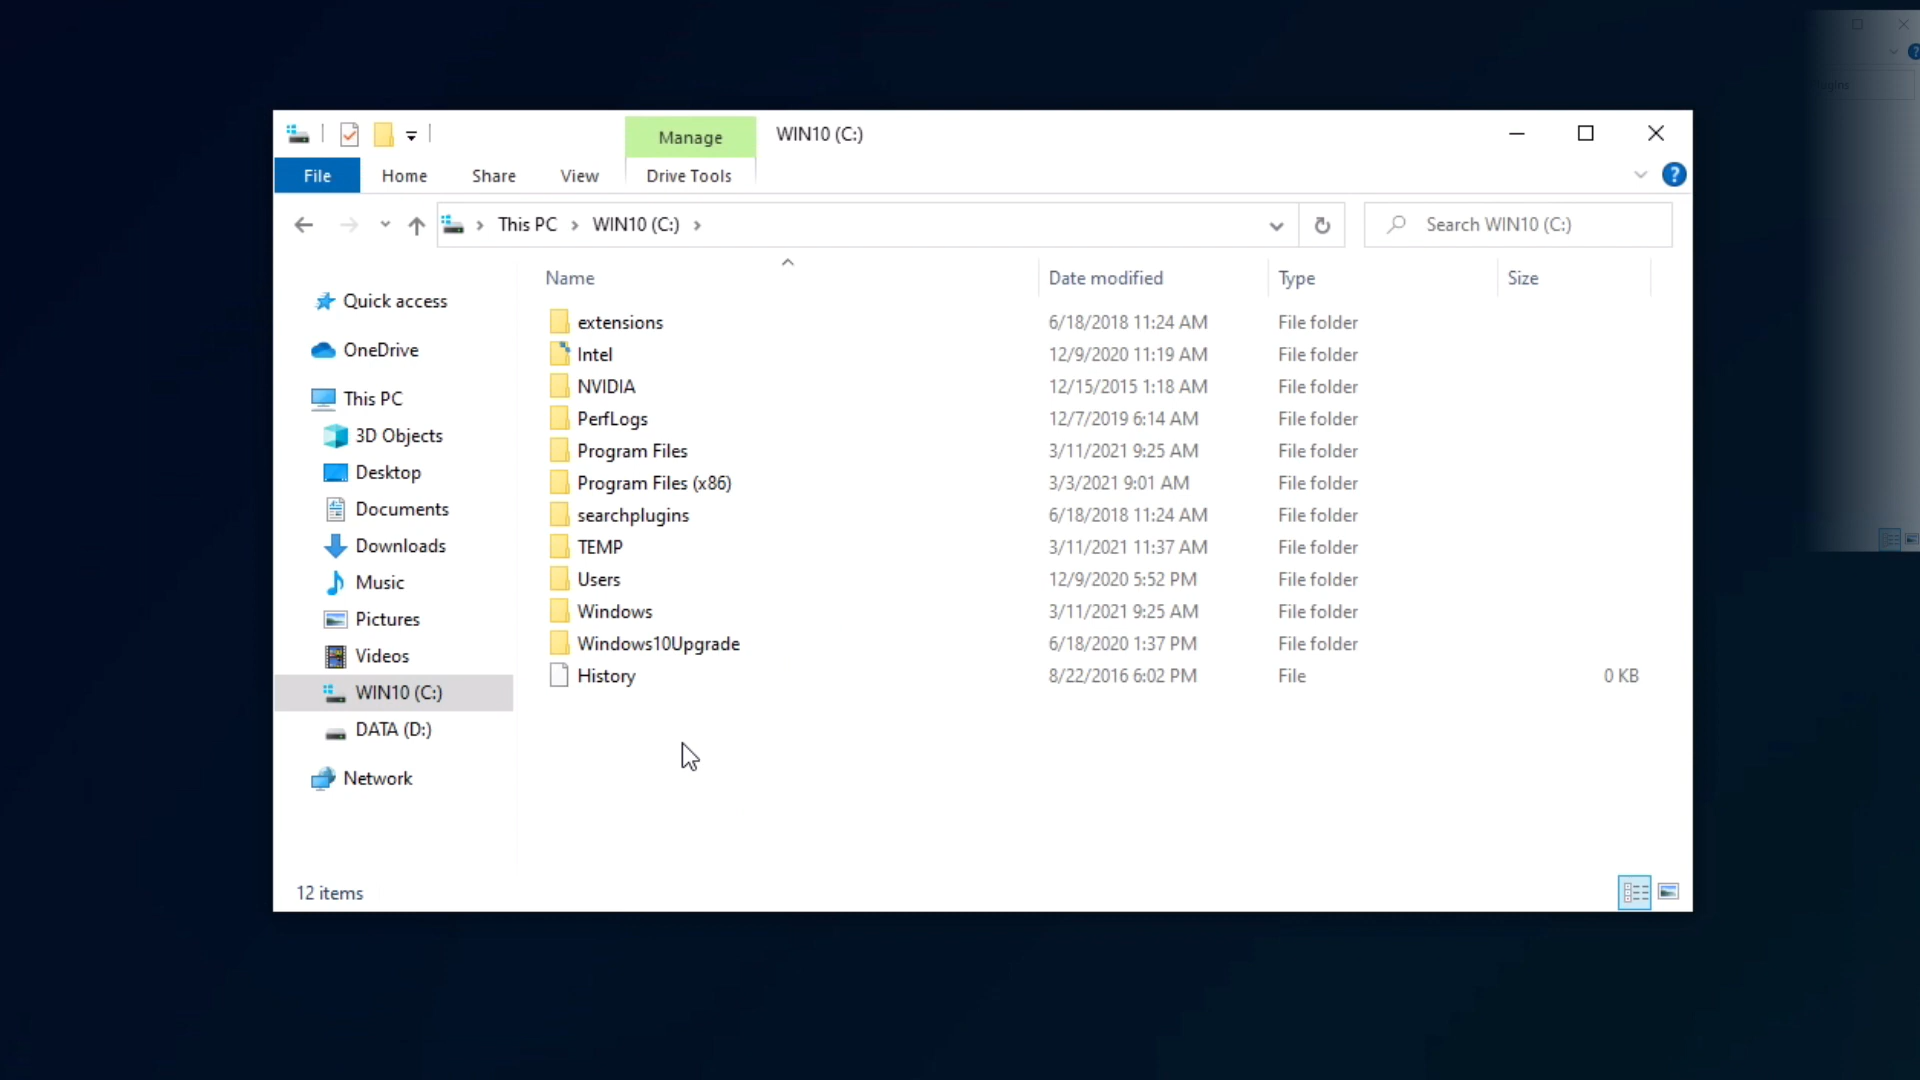 Manage WIN10 (C:)
File Home Share View Drive Tools ?
This PC WIN10 (C:) Search WIN10 (C:)
Name Date modified Type Size
Quick access
OneDrive
This PC
3D Objects
Desktop
Documents
Downloads
Music
Pictures
Videos
WIN10 (C:)
DATA (D:)
Network
extensions 6/18/2018 11:24 AM File folder
Intel 12/9/2020 11:19 AM File folder
NVIDIA 12/15/2015 1:18 AM File folder
PerfLogs 12/7/2019 6:14 AM File folder
Program Files 3/11/2021 9:25 AM File folder
Program Files (x86) 3/3/2021 9:01 AM File folder
searchplugins 6/18/2018 11:24 AM File folder
TEMP 3/11/2021 11:37 AM File folder
Users 12/9/2020 5:52 PM File folder
Windows 3/11/2021 9:25 AM File folder
Windows10Upgrade 6/18/2020 1:37 PM File folder
History 8/22/2016 6:02 PM File 0 KB
12 items